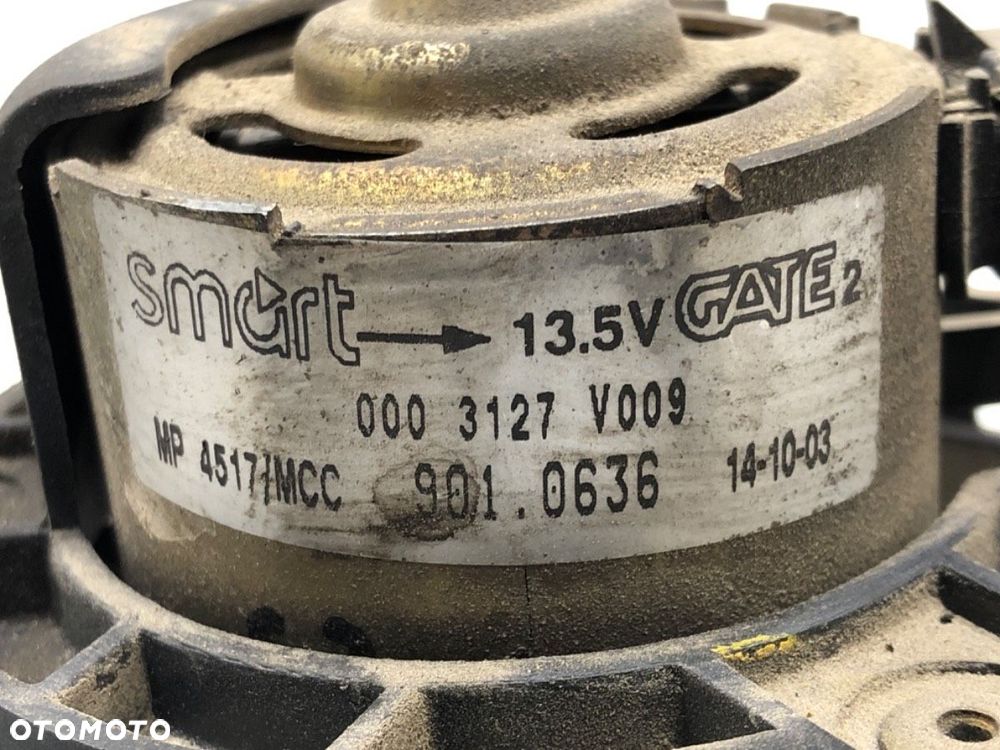 smart 13.5V GATE 2
000 3127 V009
MP 4517/MCC 901.0636 14-10-03
OTOMOTO